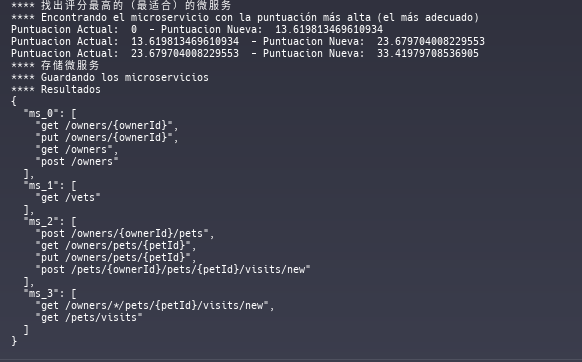 **** 找出评分最高的（最适合）的微服务
**** Encontrando el microservicio con la puntuación más alta (el más adecuado)
Puntuacion Actual:  0  - Puntuacion Nueva:  13.619813469610934
Puntuacion Actual:  13.619813469610934  - Puntuacion Nueva:  23.679704008229553
Puntuacion Actual:  23.679704008229553  - Puntuacion Nueva:  33.41979708536905
**** 存储微服务
**** Guardando los microservicios
**** Resultados
{
  "ms_0": [
    "get /owners/{ownerId}",
    "put /owners/{ownerId}",
    "get /owners",
    "post /owners"
  ],
  "ms_1": [
    "get /vets"
  ],
  "ms_2": [
    "post /owners/{ownerId}/pets",
    "get /owners/pets/{petId}",
    "put /owners/pets/{petId}",
    "post /pets/{ownerId}/pets/{petId}/visits/new"
  ],
  "ms_3": [
    "get /owners/*/pets/{petId}/visits/new",
    "get /pets/visits"
  ]
}